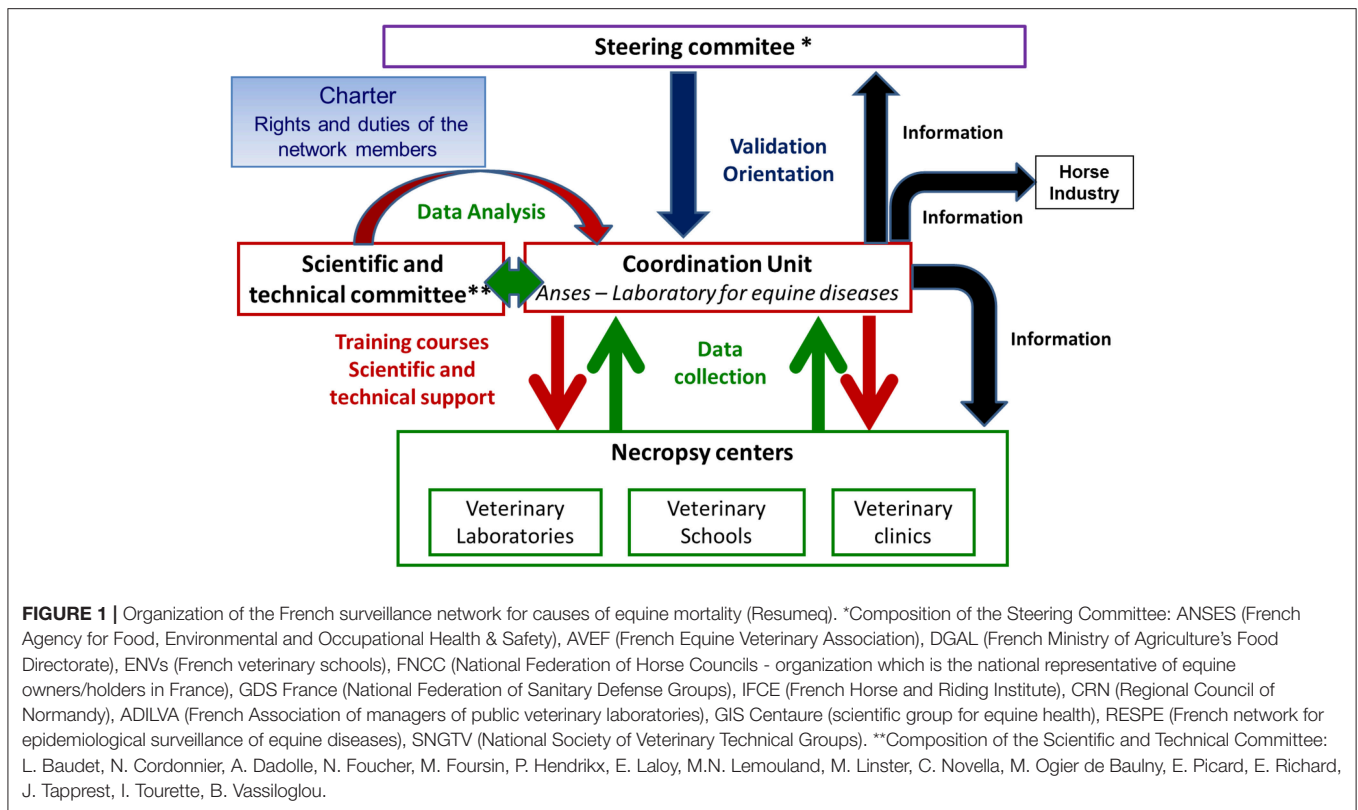 Steering commitee *
Charter
Rights and duties of the
network members
Information
Validation
Orientation
Horse
Industry
Information
Data Analysis
Scientific and
technical committee**
Coordination Unit
Anses – Laboratory for equine diseases
Information
Training courses
Scientific and
technical support
Data
collection
Necropsy centers
Veterinary
Laboratories
Veterinary
Schools
Veterinary
clinics
FIGURE 1 | Organization of the French surveillance network for causes of equine mortality (Resumeq). *Composition of the Steering Committee: ANSES (French
Agency for Food, Environmental and Occupational Health & Safety), AVEF (French Equine Veterinary Association), DGAL (French Ministry of Agriculture's Food
Directorate), ENVs (French veterinary schools), FNCC (National Federation of Horse Councils - organization which is the national representative of equine
owners/holders in France), GDS France (National Federation of Sanitary Defense Groups), IFCE (French Horse and Riding Institute), CRN (Regional Council of
Normandy), ADILVA (French Association of managers of public veterinary laboratories), GIS Centaure (scientific group for equine health), RESPE (French network for
epidemiological surveillance of equine diseases), SNGTV (National Society of Veterinary Technical Groups). **Composition of the Scientific and Technical Committee:
L. Baudet, N. Cordonnier, A. Dadolle, N. Foucher, M. Foursin, P. Hendrikx, E. Laloy, M.N. Lemouland, M. Linster, C. Novella, M. Ogier de Baulny, E. Picard, E. Richard,
J. Tapprest, I. Tourette, B. Vassiloglou.